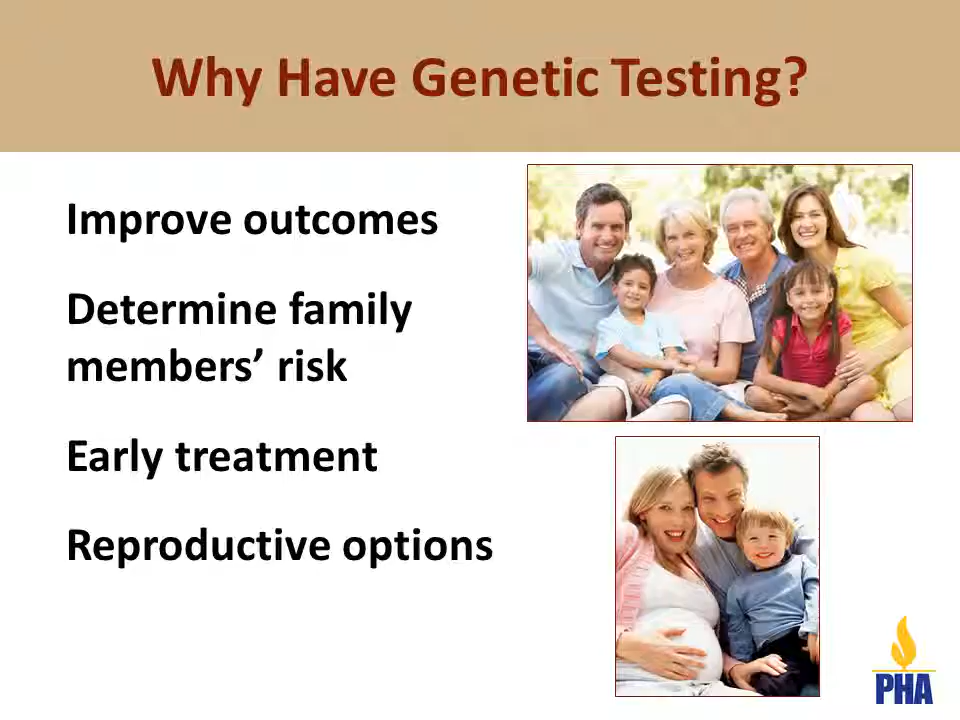 Why Have Genetic Testing?
Improve outcomes
Determine family
members’ risk
Early treatment
Reproductive options
PHA